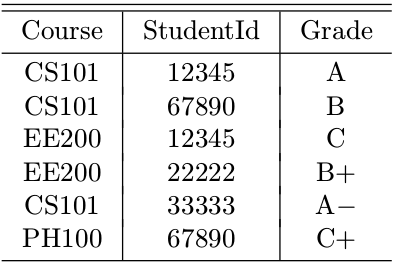 Course StudentId Grade
CS101 12345 A
CS101 67890 B
EE200 12345 C
EE200 22222 B+
CS101 33333 A−
PH100 67890 C+